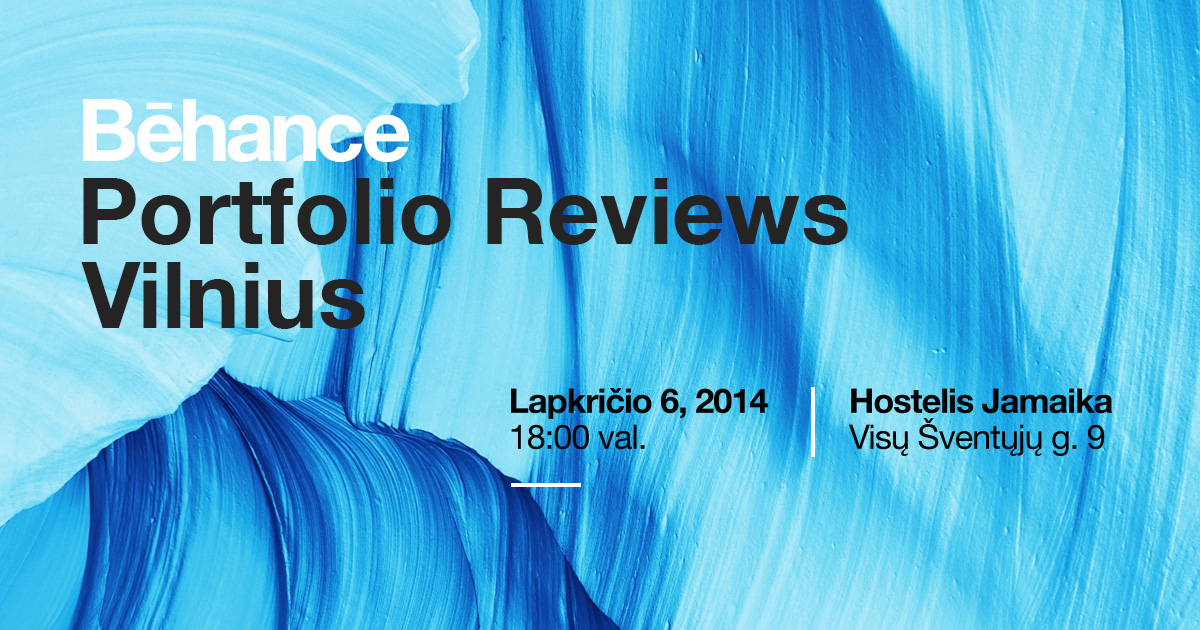 Bēhance
Portfolio Reviews
Vilnius
Lapkričio 6, 2014
18:00 val.
Hostelis Jamaika
Visų Šventųjų g. 9